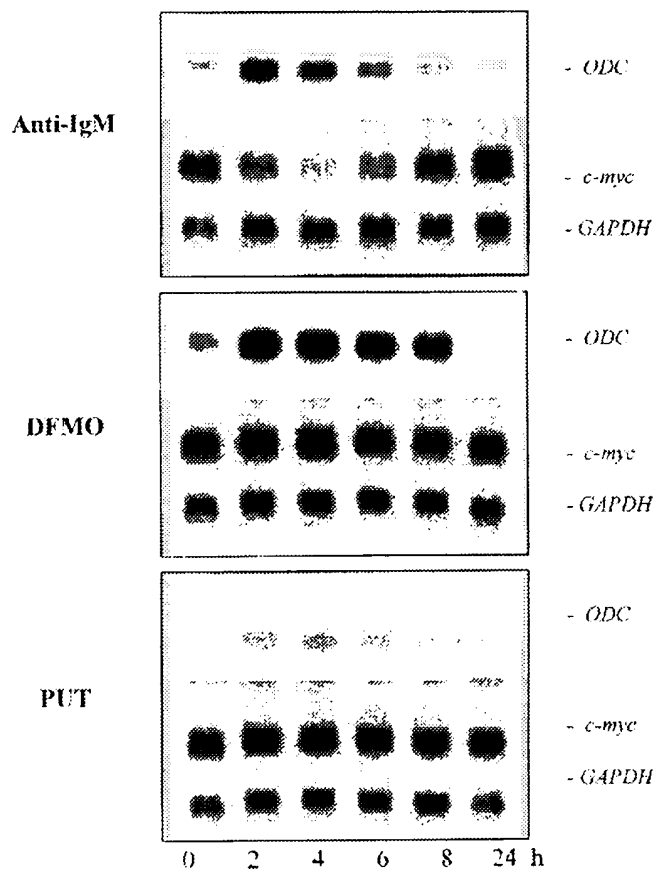 - ODC
Anti-IgM
- c-myc
- GAPDH
- ODC
DFMO
- c-myc
- GAPDH
- ODC
PUT
- c-myc
- GAPDH
0 2 4 6 8 24 h